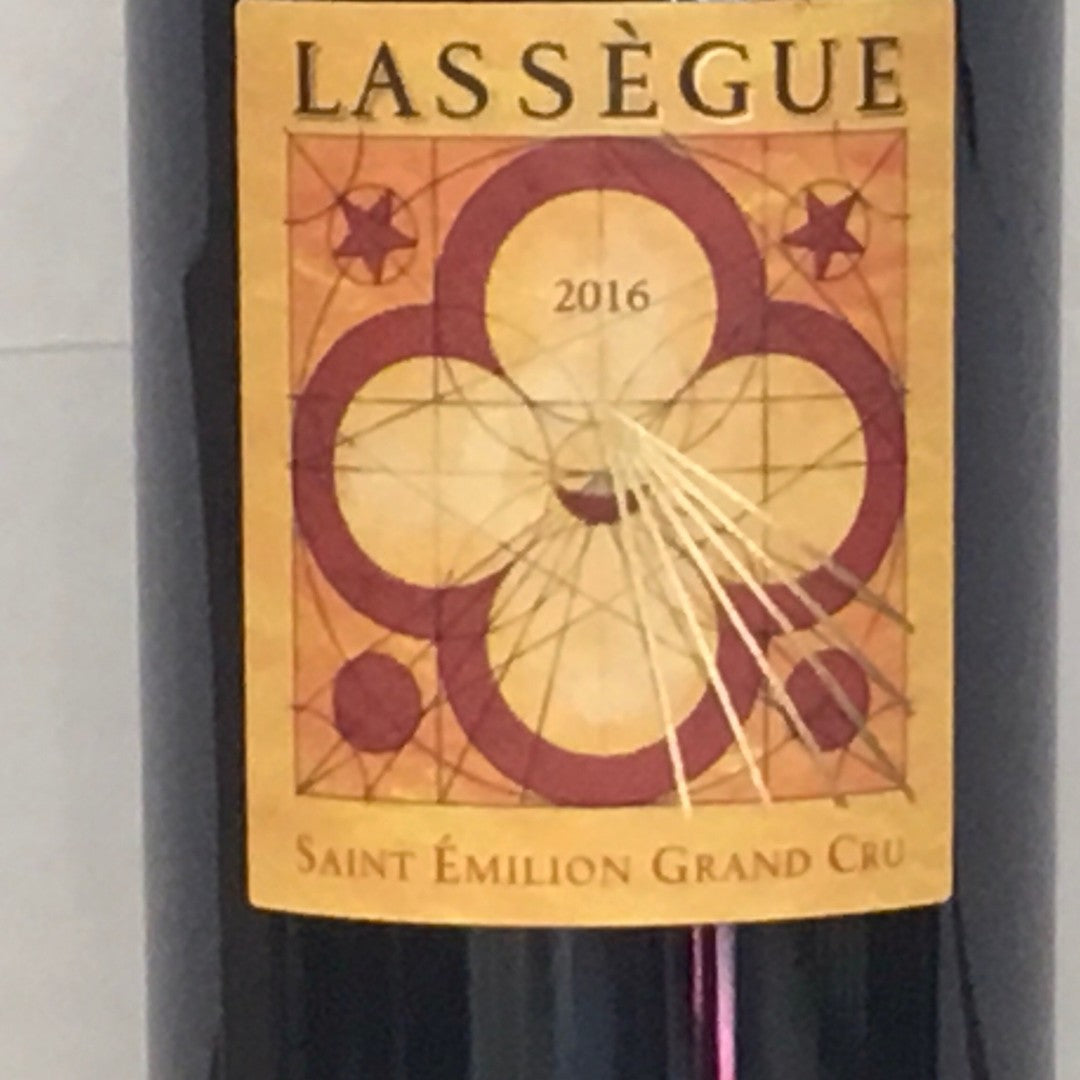 LASSÈGUE
2016
SAINT ÉMILION GRAND CRU